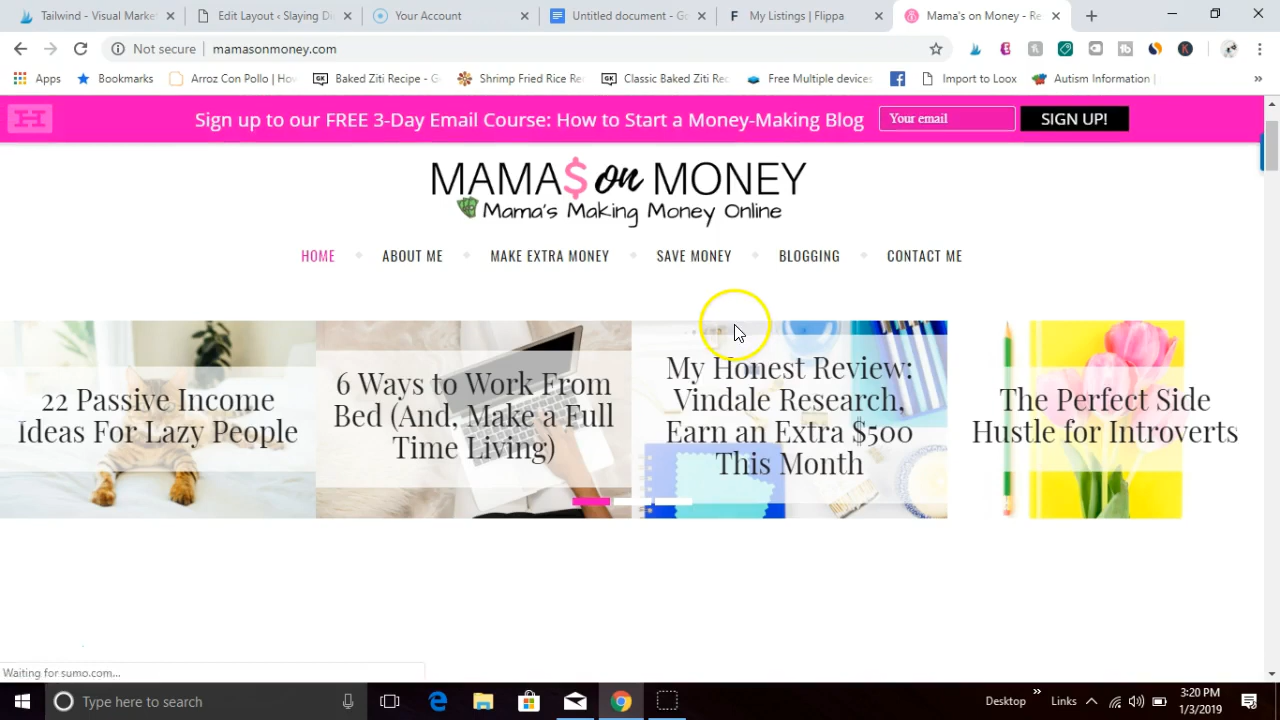 Tailwind - Visual Marke
Edit Layout ‹ Slaying Di
Your Account
Untitled document - Go
My Listings | Flippa
Mama's on Money - Re
Not secure | mamasonmoney.com
Apps
Bookmarks
Arroz Con Pollo | Ho
Baked Ziti Recipe - G
Shrimp Fried Rice Re
Classic Baked Ziti Rec
Free Multiple devices
Import to Loox
Autism Information |
Sign up to our FREE 3-Day Email Course: How to Start a Money-Making Blog
Your email
SIGN UP!
MAMA$ on MONEY
Mama's Making Money Online
HOME
ABOUT ME
MAKE EXTRA MONEY
SAVE MONEY
BLOGGING
CONTACT ME
22 Passive Income
Ideas For Lazy People
6 Ways to Work From
Bed (And, Make a Full
Time Living)
My Honest Review:
Vindale Research,
Earn an Extra $500
This Month
The Perfect Side
Hustle for Introverts
Waiting for sumo.com...
Type here to search
Desktop
Links
3:20 PM
1/3/2019